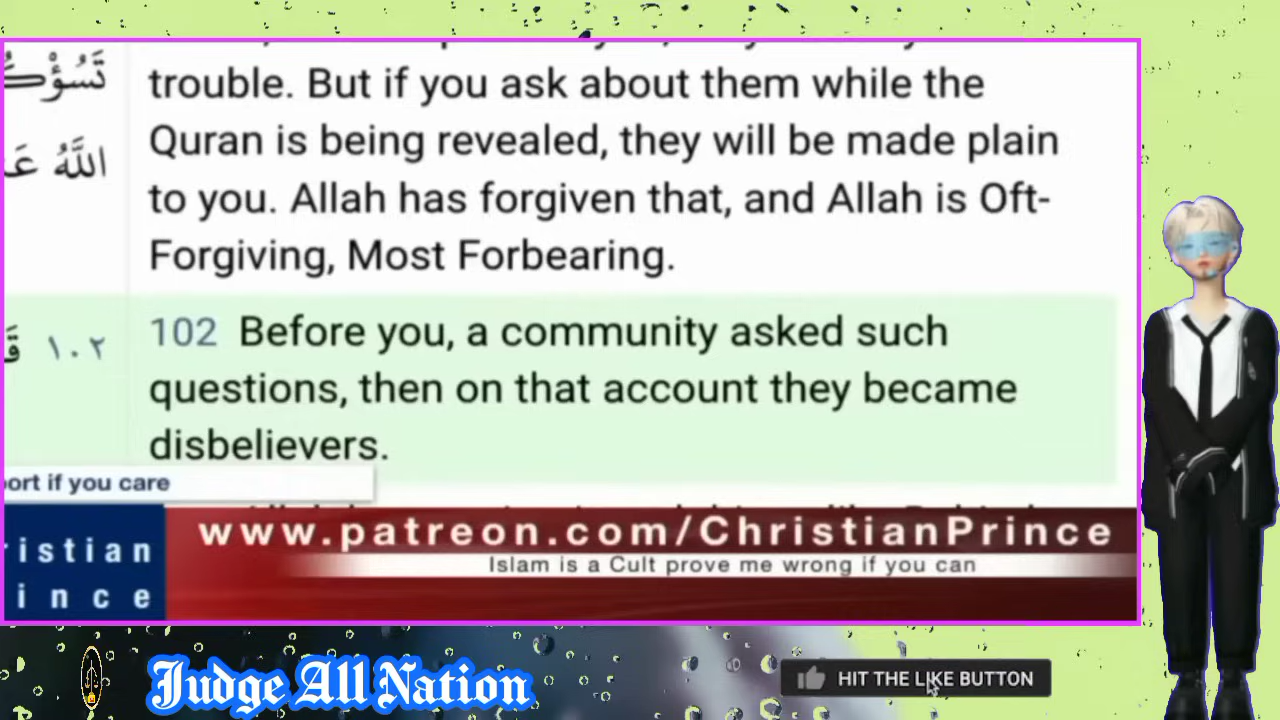 trouble. But if you ask about them while the
تَسُؤْكُ
Quran is being revealed, they will be made plain
اللَّهُ عَ
to you. Allah has forgiven that, and Allah is Oft-
Forgiving, Most Forbearing.
102 Before you, a community asked such
١٠٢ قَ
questions, then on that account they became
disbelievers.
ort if you care
www.patreon.com/ChristianPrince
Islam is a Cult prove me wrong if you can
ristian
ince
Judge All Nation
HIT THE LIKE BUTTON